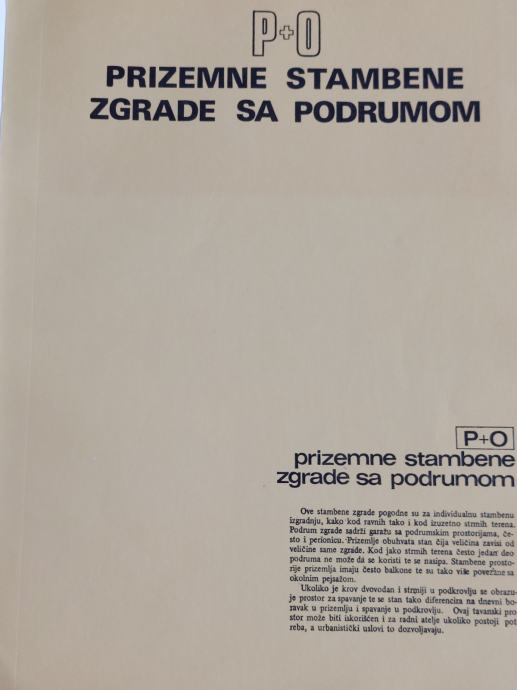 P+O
PRIZEMNE STAMBENE
ZGRADE SA PODRUMOM
P+O
prizemne stambene
zgrade sa podrumom
Ove stambene zgrade pogodne su za individualnu stambenu
izgradnju, kako kod ravnih tako i kod izuzetno strmih terena.
Podrum zgrade sadrži garažu sa podrumskim prostorijama, če-
sto i perionicu. Prizemlje obuhvata stan čija veličina zavisi od
veličine same zgrade. Kod jako strmih terena često jedan deo
podruma ne može da se koristi te se nasipa. Stambene prosto-
rije prizemlja imaju često balkone te su tako više povezane sa
okolnim pejsažom.
Ukoliko je krov dvovodan i strmiji u podkrovlju se obrazu-
je prostor za spavanje te se stan tako diferencira na dnevni bo-
ravak u prizemlju i spavanje u podkrovlju. Ovaj tavanski pro
stor može biti iskorišćen i za radni atelje ukoliko postoji pot
reba, a urbanistički uslovi to dozvoljavaju.